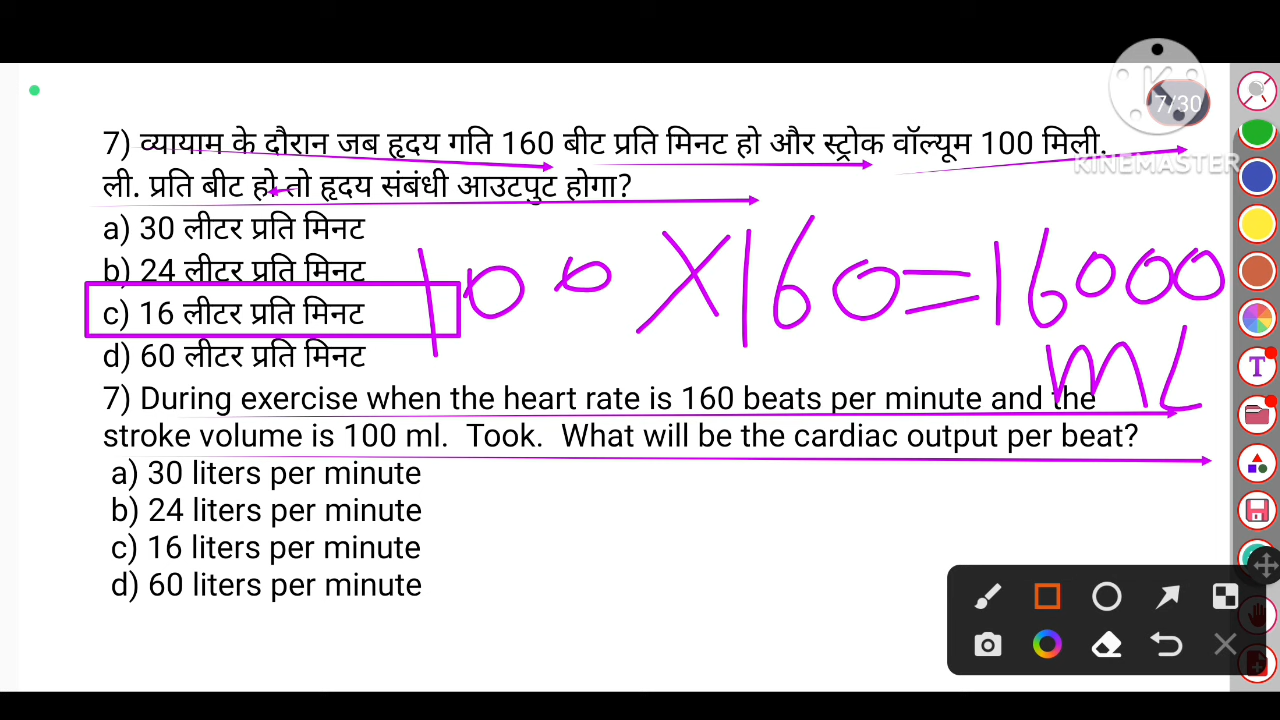 7/30
KINEMASTER
7) व्यायाम के दौरान जब हृदय गति 160 बीट प्रति मिनट हो और स्ट्रोक वॉल्यूम 100 मिली.
ली. प्रति बीट हो तो हृदय संबंधी आउटपुट होगा?
a) 30 लीटर प्रति मिनट
b) 24 लीटर प्रति मिनट
100 X160=16000
c) 16 लीटर प्रति मिनट
mL
d) 60 लीटर प्रति मिनट
7) During exercise when the heart rate is 160 beats per minute and the
stroke volume is 100 ml. Took. What will be the cardiac output per beat?
a) 30 liters per minute
b) 24 liters per minute
c) 16 liters per minute
d) 60 liters per minute
T